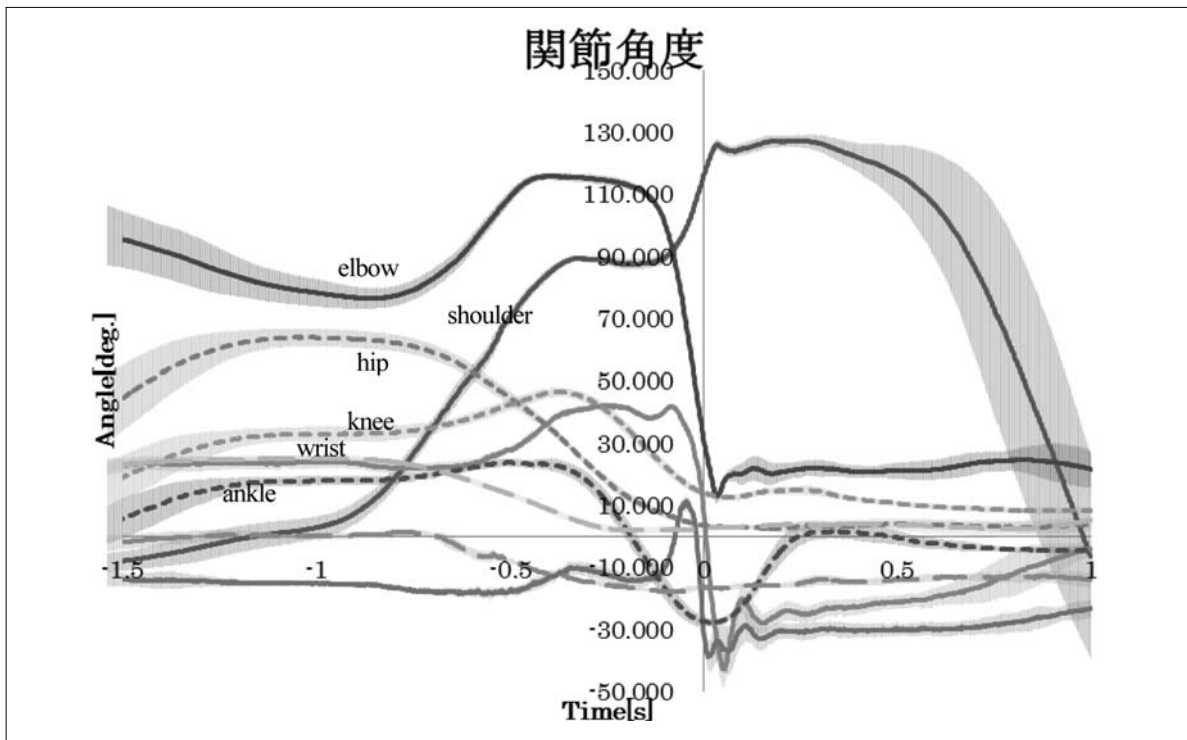 関節角度
150.000
130.000
110.000
90.000
70.000
50.000
30.000
10.000
-10.000
-30.000
-50.000
-1.5
-1
-0.5
0
0.5
1
Angle[deg.]
Time[s]
elbow
shoulder
hip
knee
wrist
ankle